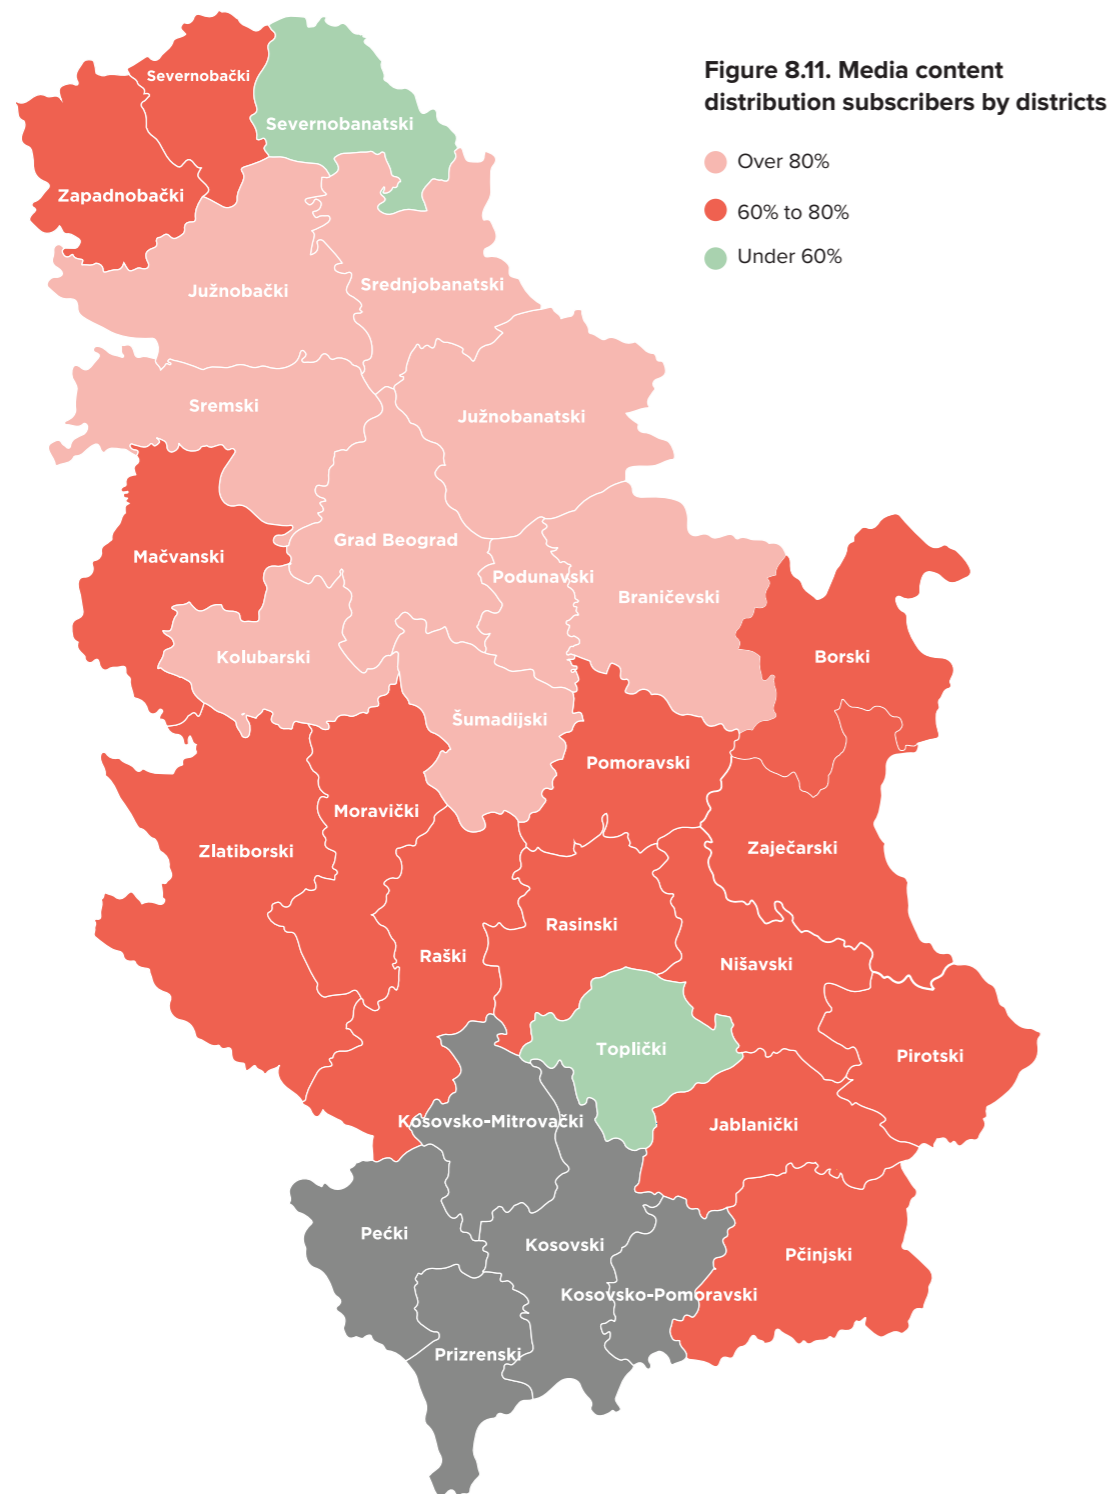 Figure 8.11. Media content
distribution subscribers by districts
Over 80%
60% to 80%
Under 60%
Severnobački
Severnobanatski
Zapadnobački
Južnobački
Srednjobanatski
Sremski
Južnobanatski
Grad Beograd
Mačvanski
Podunavski
Braničevski
Kolubarski
Borski
Šumadijski
Pomoravski
Moravički
Zlatiborski
Zaječarski
Rasinski
Raški
Nišavski
Toplički
Pirotski
Kosovsko-Mitrovački
Jablanički
Pećki
Kosovski
Pčinjski
Kosovsko-Pomoravski
Prizrenski